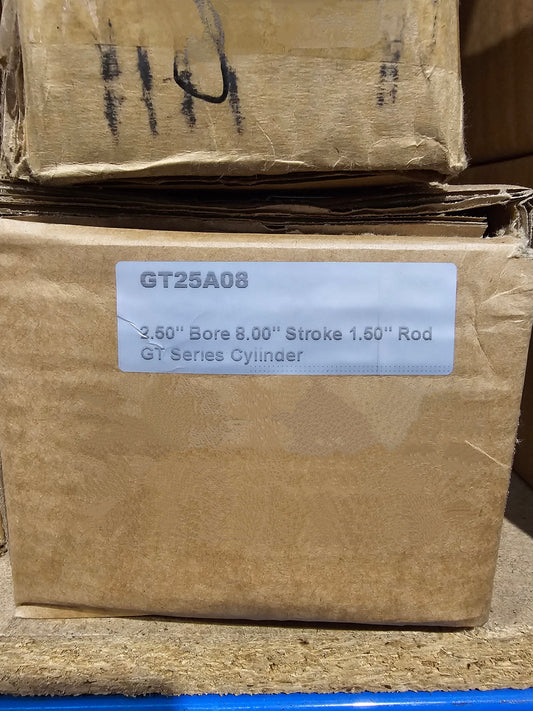 GT25A08
2.50" Bore 8.00" Stroke 1.50" Rod
GT Series Cylinder